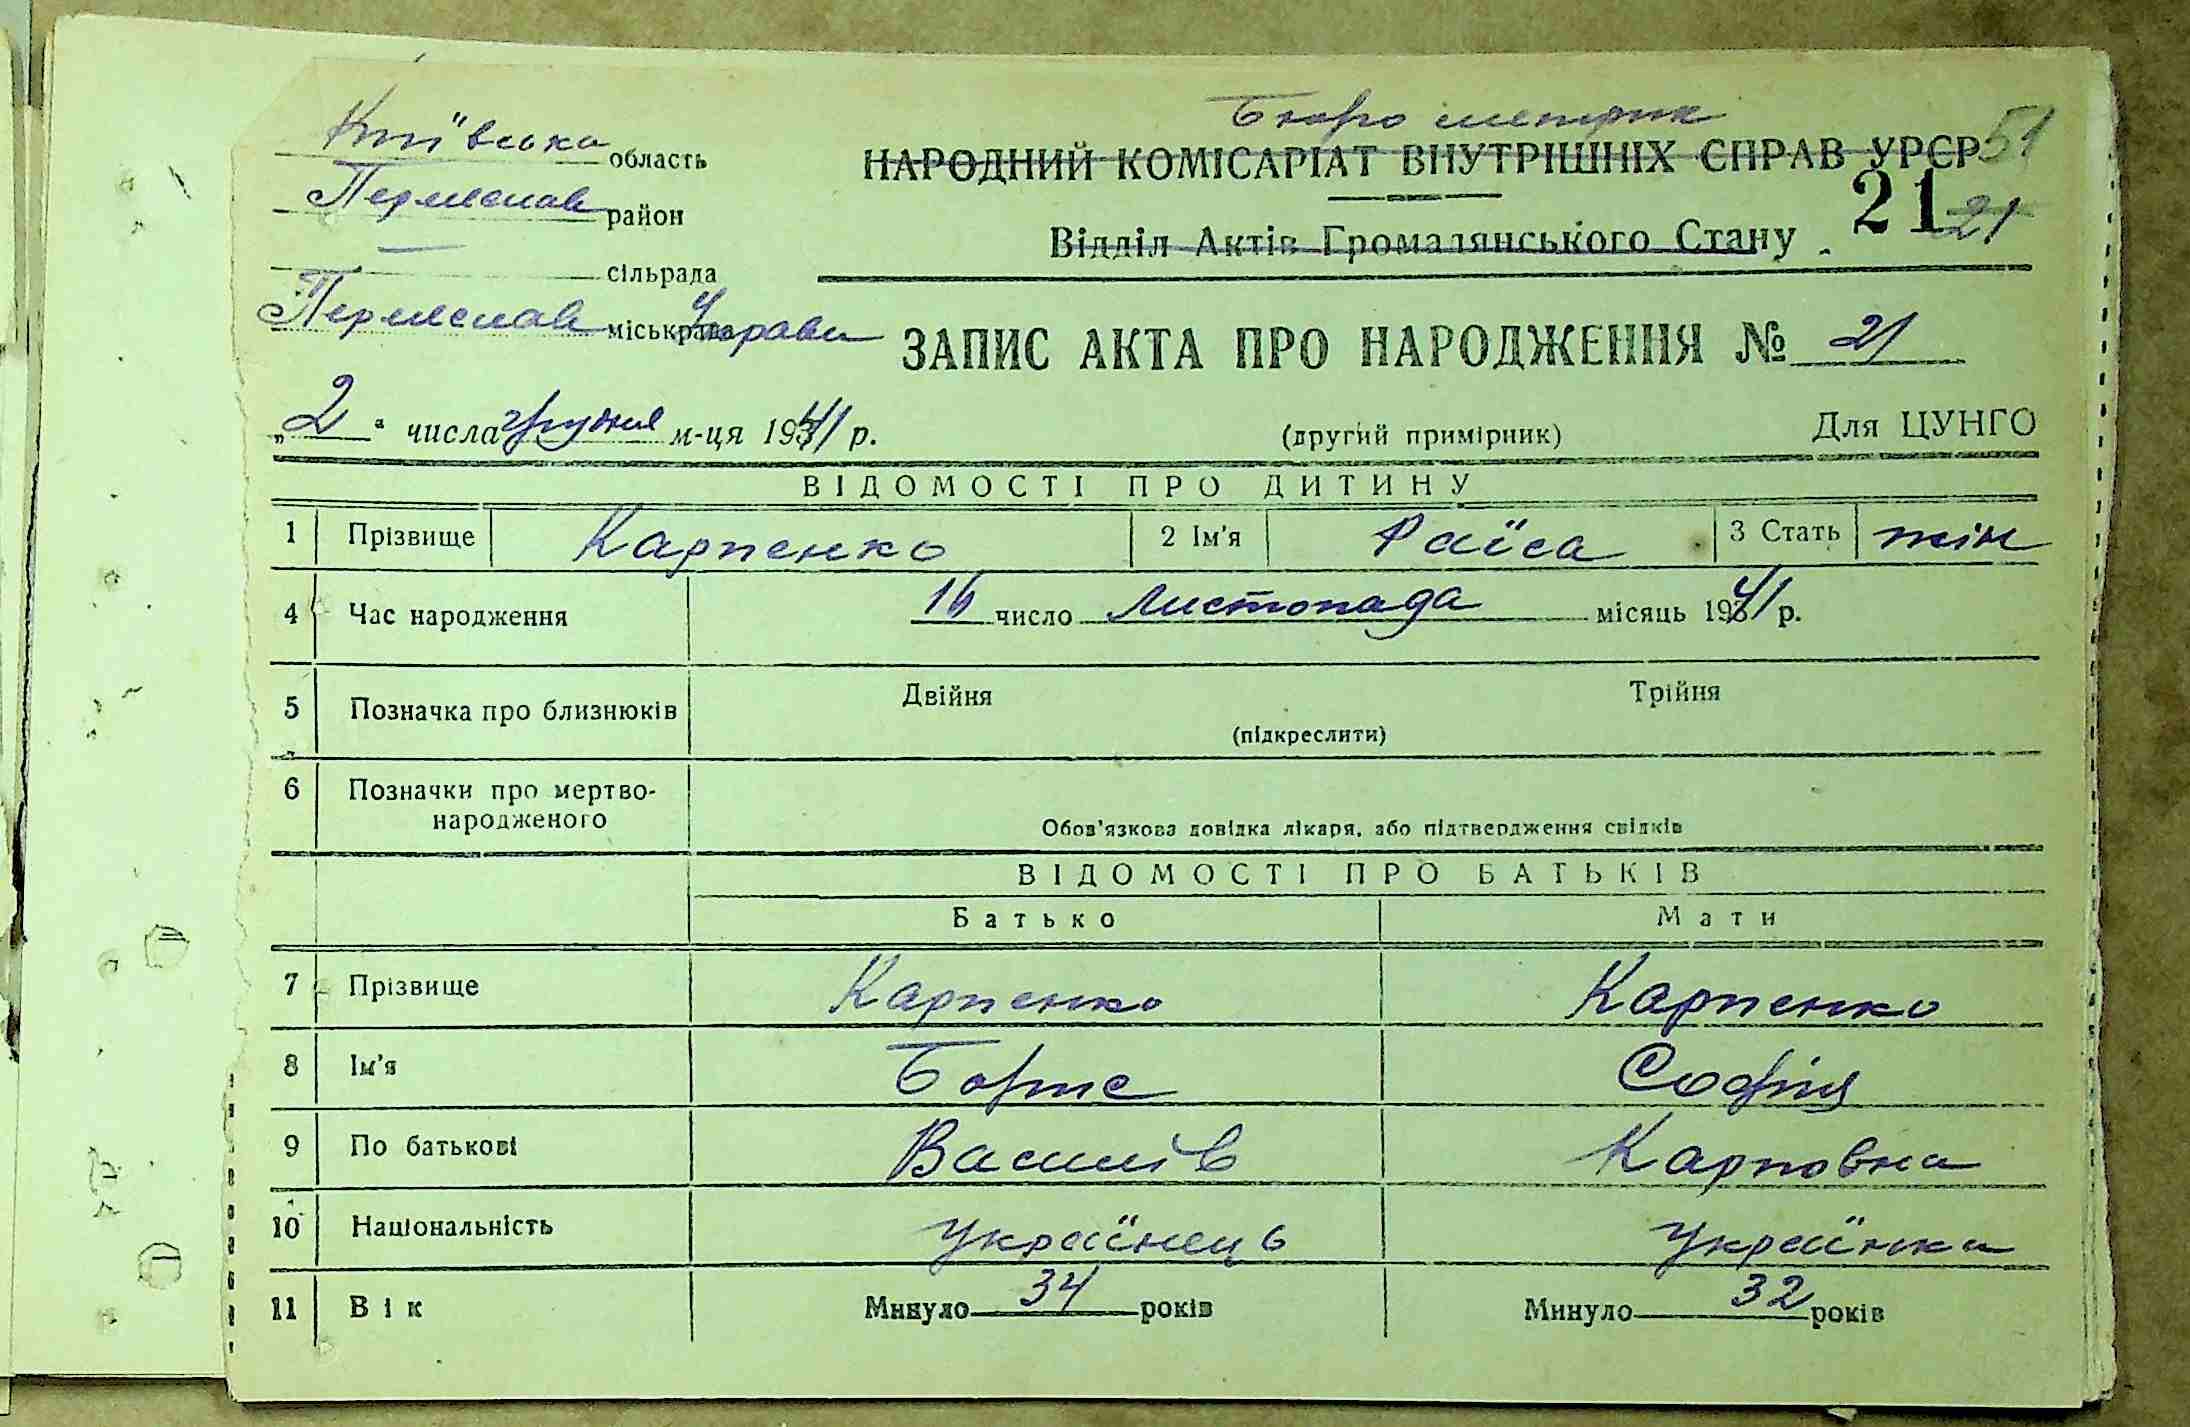 Бюро метрик
Київська область
НАРОДНИЙ КОМІСАРІАТ ВНУТРІШНІХ СПРАВ УРСР 51
Переяслав район
21 21
Відділ Актів Громадянського Стану
сільрада
Переяслав міськрада Управи
ЗАПИС АКТА ПРО НАРОДЖЕННЯ № 21
„2“ числа грудня м-ця 1941 р.
(другий примірник)
Для ЦУНГО
ВІДОМОСТІ ПРО ДИТИНУ
1 Прізвище Карпенко 2 Ім'я Раїса 3 Стать жін
4 Час народження 16 число Листопада місяць 1941 р.
5 Позначка про близнюків Двійня Трійня
(підкреслити)
6 Позначки про мертво-
народженого
Обов'язкова довідка лікаря, або підтвердження свідків
ВІДОМОСТІ ПРО БАТЬКІВ
Батько Мати
7 Прізвище Карпенко Карпенко
8 Ім'я Борис Софія
9 По батькові Василів Карповна
10 Національність Українець Українка
11 Вік Минуло 34 років Минуло 32 років